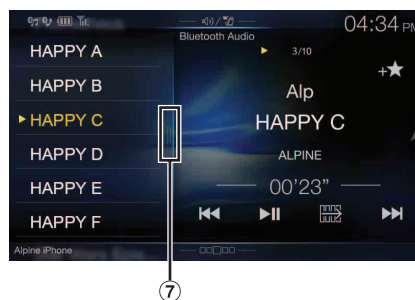 04:34 PM
Bluetooth Audio
3/10
HAPPY A
HAPPY B
HAPPY C
HAPPY D
HAPPY E
HAPPY F
Alp
HAPPY C
ALPINE
00'23"
Alpine iPhone
7